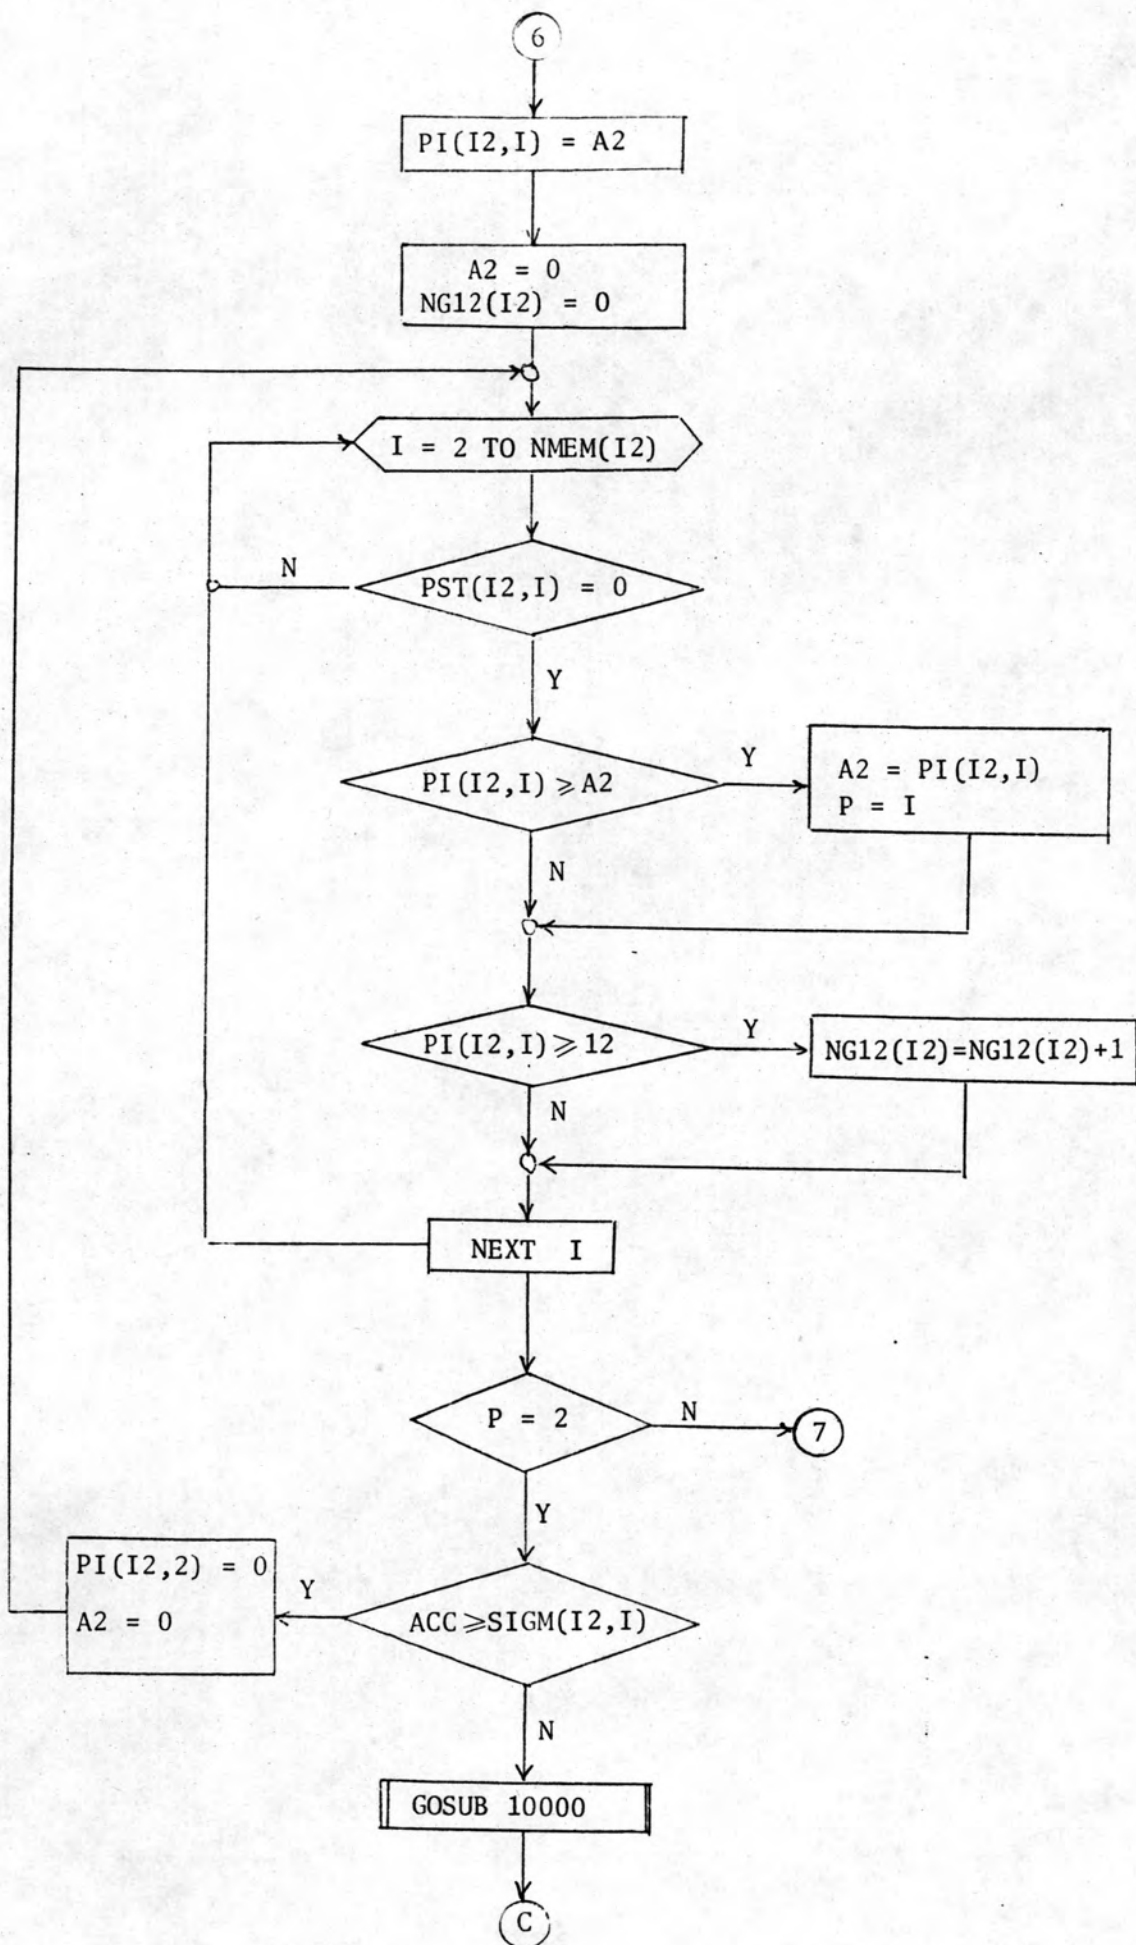 6
PI(I2,I) = A2
A2 = 0
NG12(I2) = 0
I = 2 TO NMEM(I2)
N
PST(I2,I) = 0
Y
PI(I2,I) ⩾ A2
Y
A2 = PI(I2,I)
P = I
N
PI(I2,I) ⩾ 12
Y
NG12(I2)=NG12(I2)+1
N
NEXT I
P = 2
N
7
Y
PI(I2,2) = 0
A2 = 0
Y
ACC ⩾ SIGM(I2,I)
N
GOSUB 10000
C